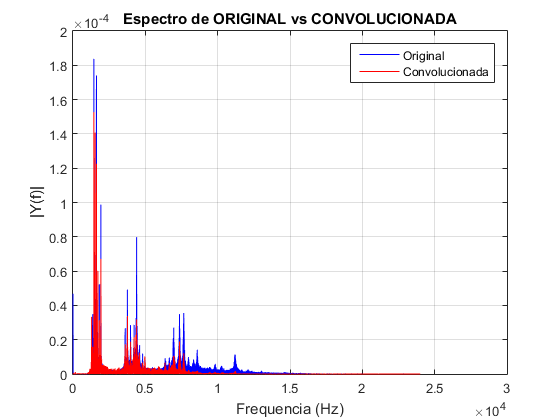 Espectro de ORIGINAL vs CONVOLUCIONADA
×10^-4
2
1.8
1.6
1.4
1.2
1
0.8
0.6
0.4
0.2
0
|Y(f)|
Original
Convolucionada
0 0.5 1 1.5 2 2.5 3
Frequencia (Hz)
×10^4